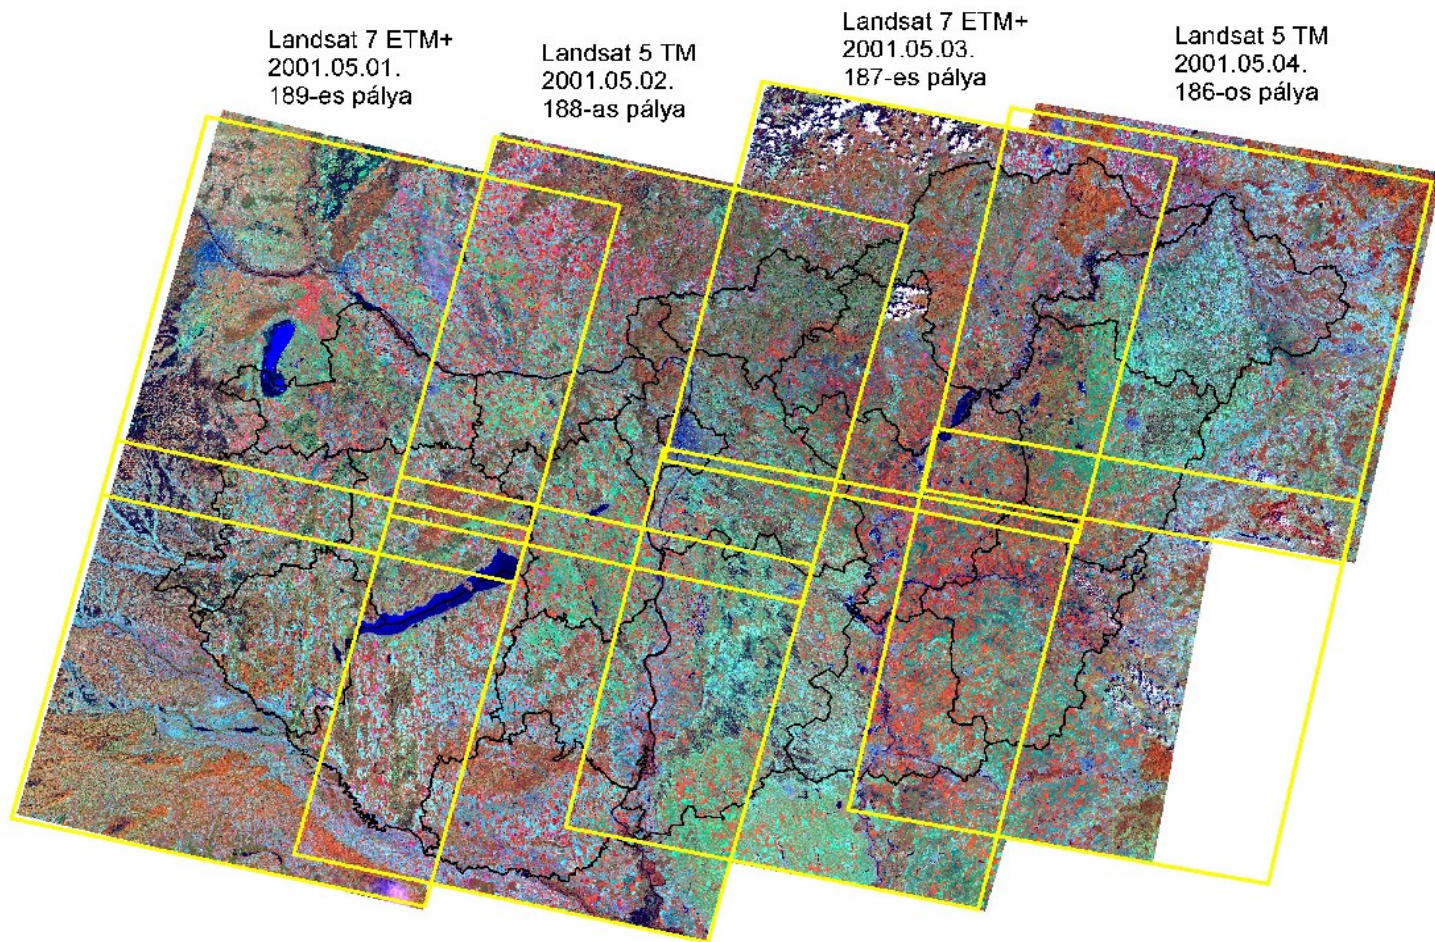 Landsat 7 ETM+
2001.05.01.
189-es pálya
Landsat 5 TM
2001.05.02.
188-as pálya
Landsat 7 ETM+
2001.05.03.
187-es pálya
Landsat 5 TM
2001.05.04.
186-os pálya